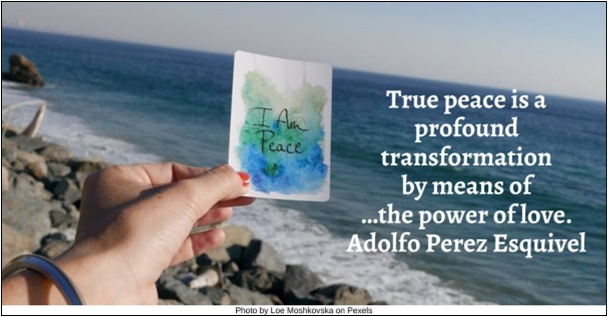 I Am
Peace
True peace is a
profound
transformation
by means of
...the power of love.
Adolfo Perez Esquivel
Photo by Loe Moshkovska on Pexels